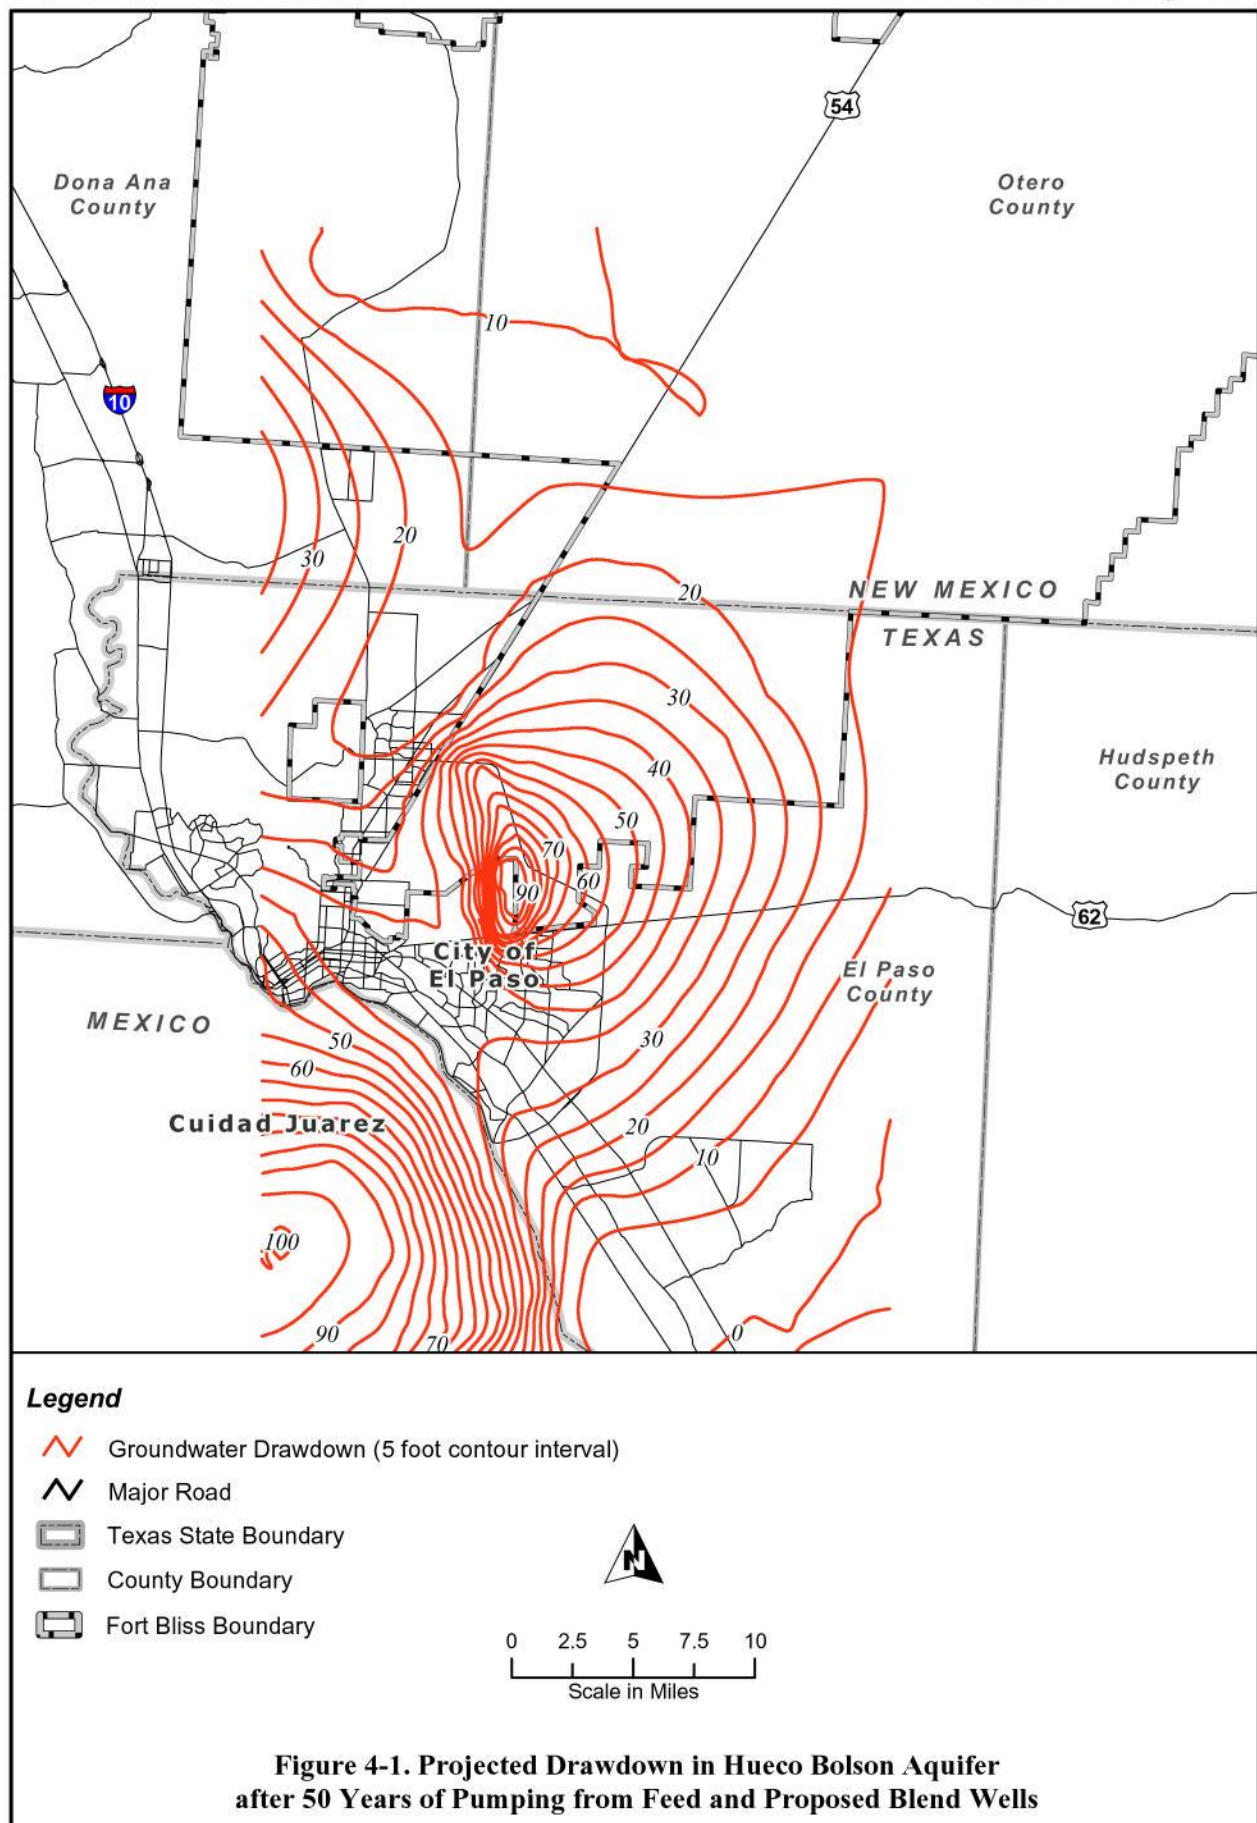 54
Dona Ana
County
Otero
County
10
10
20
30
20
NEW MEXICO
TEXAS
30
Hudspeth
County
40
50
70
60
90
62
City of
El Paso
El Paso
County
MEXICO
50
30
60
Cuidad Juarez
20
10
100
90
70
0
Legend
Groundwater Drawdown (5 foot contour interval)
Major Road
Texas State Boundary
County Boundary
Fort Bliss Boundary
N
0 2.5 5 7.5 10
Scale in Miles
Figure 4-1. Projected Drawdown in Hueco Bolson Aquifer
after 50 Years of Pumping from Feed and Proposed Blend Wells